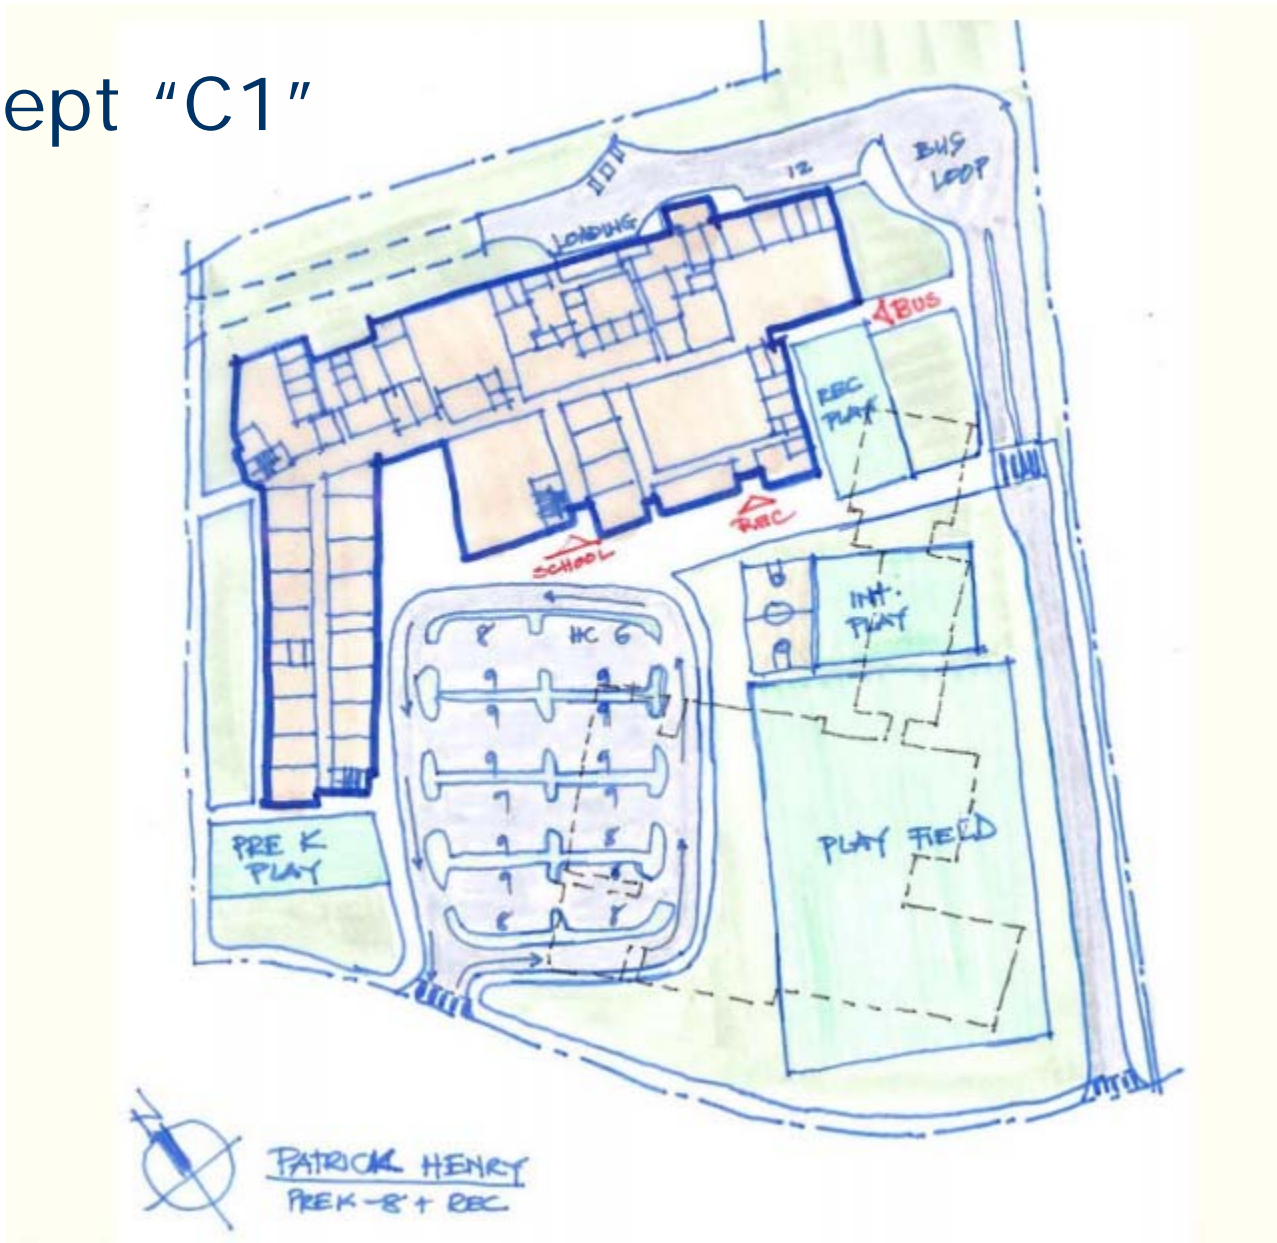 ept “C1”
BUS
LOOP
12
LOADING
BUS
REC
PLAY
REC
SCHOOL
INT.
PLAY
8 HC 6
9 9
9 9
9 9
9 9
9 8
9 8
8 8
PLAY FIELD
PRE K
PLAY
N
PATRICK HENRY
PREK-8 + REC